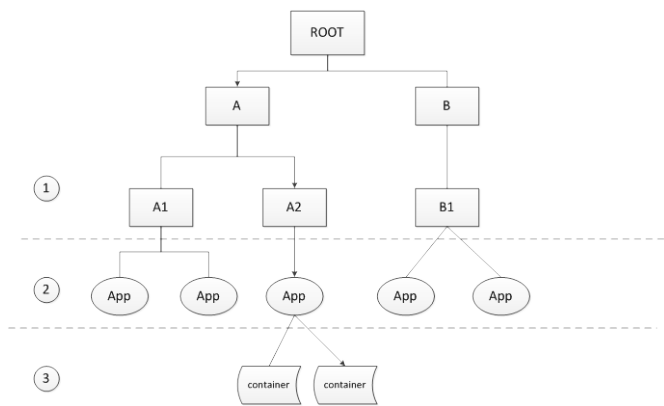 ROOT
A B
1
A1 A2 B1
2 App App App App App
3 container container